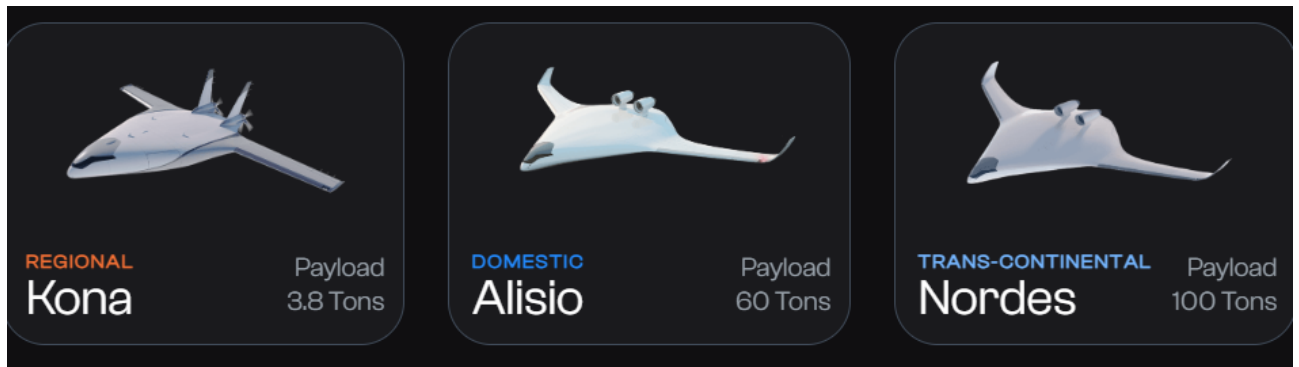 REGIONAL
Kona
Payload
3.8 Tons
DOMESTIC
Alisio
Payload
60 Tons
TRANS-CONTINENTAL
Nordes
Payload
100 Tons